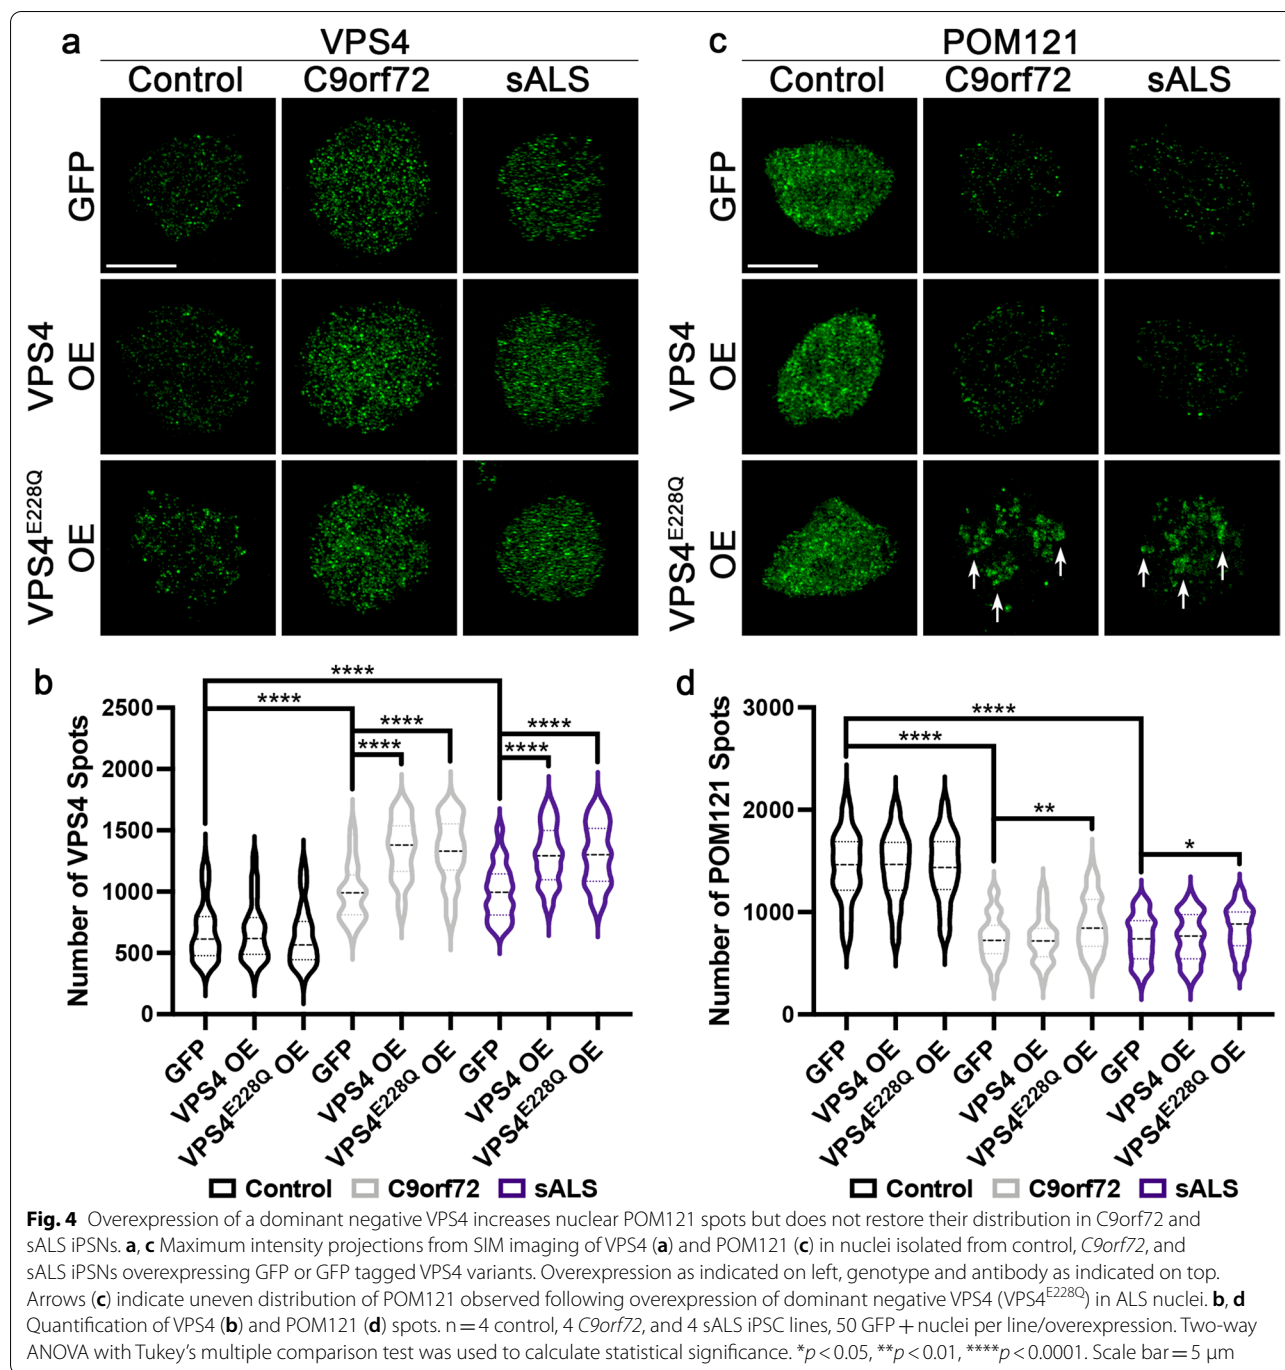 a
VPS4
Control C9orf72 sALS
GFP
VPS4 OE
VPS4E228Q OE
c
POM121
Control C9orf72 sALS
GFP
VPS4 OE
VPS4E228Q OE
b
Number of VPS4 Spots
2500
2000
1500
1000
500
0
**** **** **** **** **** ****
GFP
VPS4 OE
VPS4E228Q OE
GFP
VPS4 OE
VPS4E228Q OE
GFP
VPS4 OE
VPS4E228Q OE
Control C9orf72 sALS
d
Number of POM121 Spots
3000
2000
1000
0
**** **** ** *
GFP
VPS4 OE
VPS4E228Q OE
GFP
VPS4 OE
VPS4E228Q OE
GFP
VPS4 OE
VPS4E228Q OE
Control C9orf72 sALS
Fig. 4 Overexpression of a dominant negative VPS4 increases nuclear POM121 spots but does not restore their distribution in C9orf72 and
sALS iPSNs. a, c Maximum intensity projections from SIM imaging of VPS4 (a) and POM121 (c) in nuclei isolated from control, C9orf72, and
sALS iPSNs overexpressing GFP or GFP tagged VPS4 variants. Overexpression as indicated on left, genotype and antibody as indicated on top.
Arrows (c) indicate uneven distribution of POM121 observed following overexpression of dominant negative VPS4 (VPS4E228Q) in ALS nuclei. b, d
Quantification of VPS4 (b) and POM121 (d) spots. n = 4 control, 4 C9orf72, and 4 sALS iPSC lines, 50 GFP + nuclei per line/overexpression. Two-way
ANOVA with Tukey's multiple comparison test was used to calculate statistical significance. *p < 0.05, **p < 0.01, ****p < 0.0001. Scale bar = 5 μm